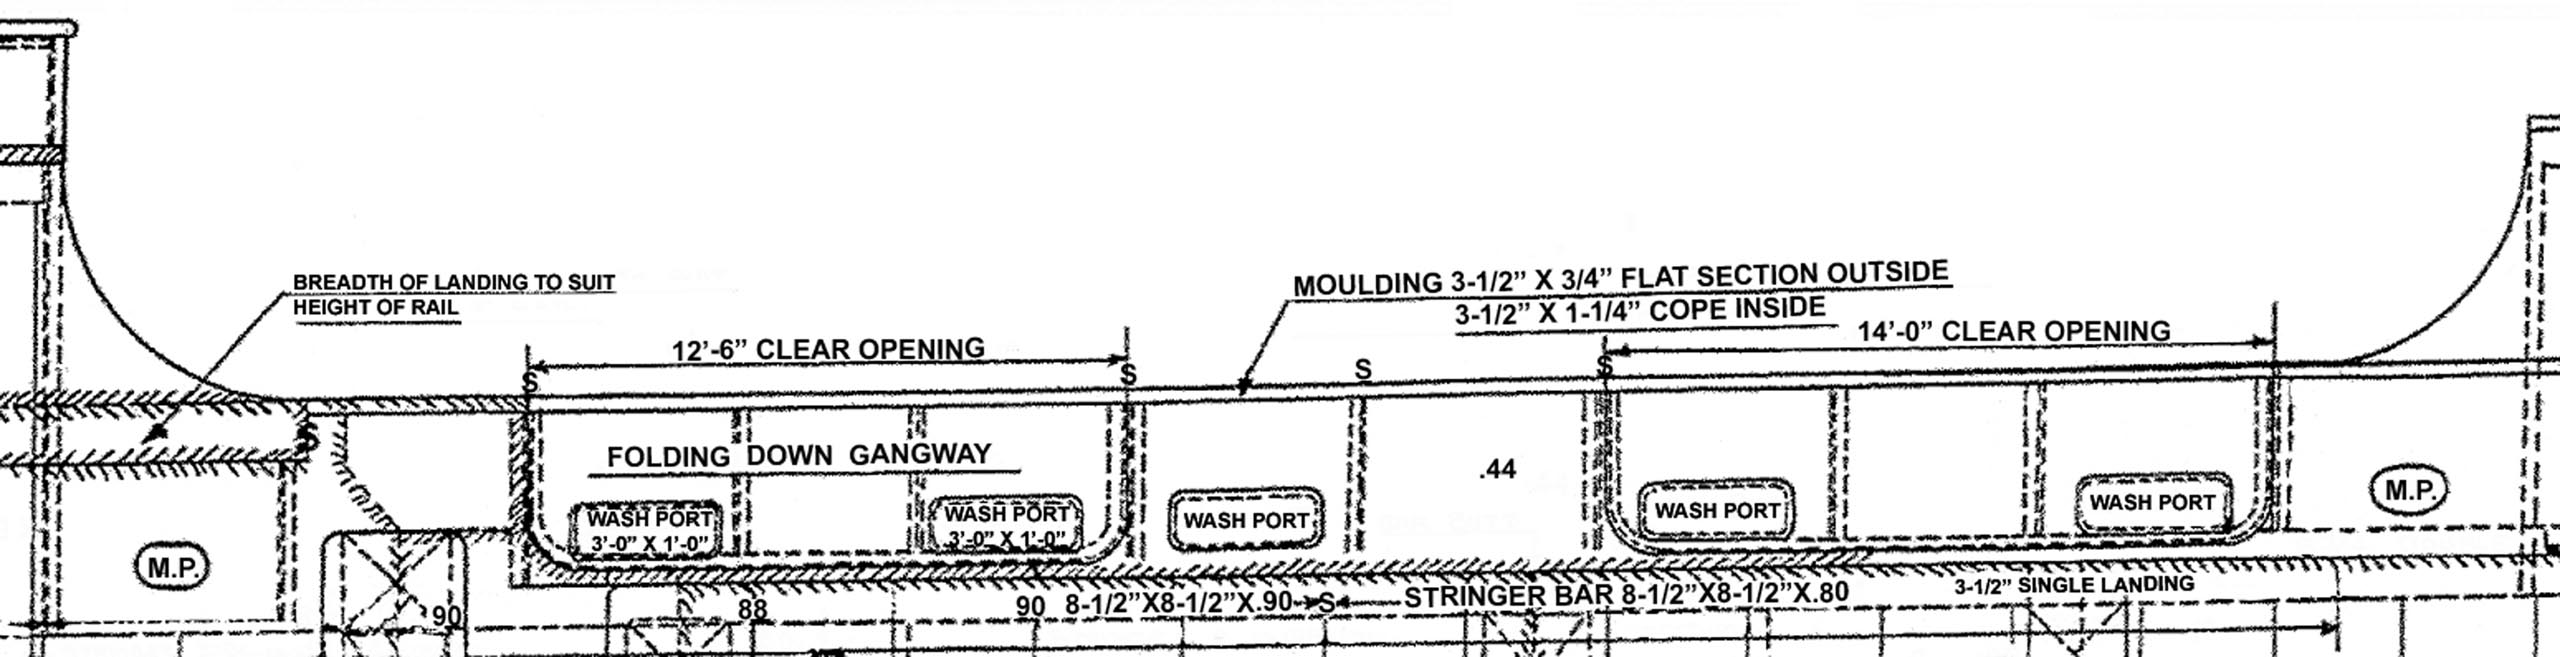 BREADTH OF LANDING TO SUIT
HEIGHT OF RAIL
MOULDING 3-1/2” X 3/4” FLAT SECTION OUTSIDE
3-1/2” X 1-1/4” COPE INSIDE
12’-6” CLEAR OPENING
14’-0” CLEAR OPENING
S
S
S
S
S
FOLDING DOWN GANGWAY
.44
WASH PORT
3’-0” X 1’-0”
WASH PORT
3’-0” X 1’-0”
WASH PORT
WASH PORT
WASH PORT
M.P.
M.P.
90
88
90 8-1/2”X8-1/2”X.90
S
STRINGER BAR 8-1/2”X8-1/2”X.80
3-1/2” SINGLE LANDING